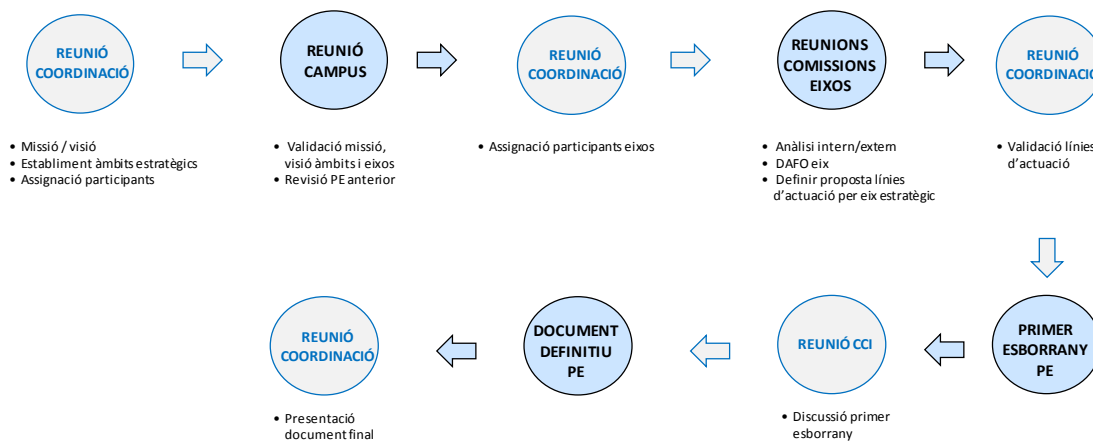 REUNIÓ
COORDINACIÓ
• Missió / visió
• Establiment àmbits estratègics
• Assignació participants
REUNIÓ
CAMPUS
• Validació missió,
visió àmbits i eixos
• Revisió PE anterior
REUNIÓ
COORDINACIÓ
• Assignació participants eixos
REUNIONS
COMISSIONS
EIXOS
• Anàlisi intern/extern
• DAFO eix
• Definir proposta línies
d'actuació per eix estratègic
REUNIÓ
COORDINACIÓ
• Validació línies
d'actuació
PRIMER
ESBORRANY
PE
REUNIÓ CCI
• Discussió primer
esborrany
DOCUMENT
DEFINITIU
PE
REUNIÓ
COORDINACIÓ
• Presentació
document final